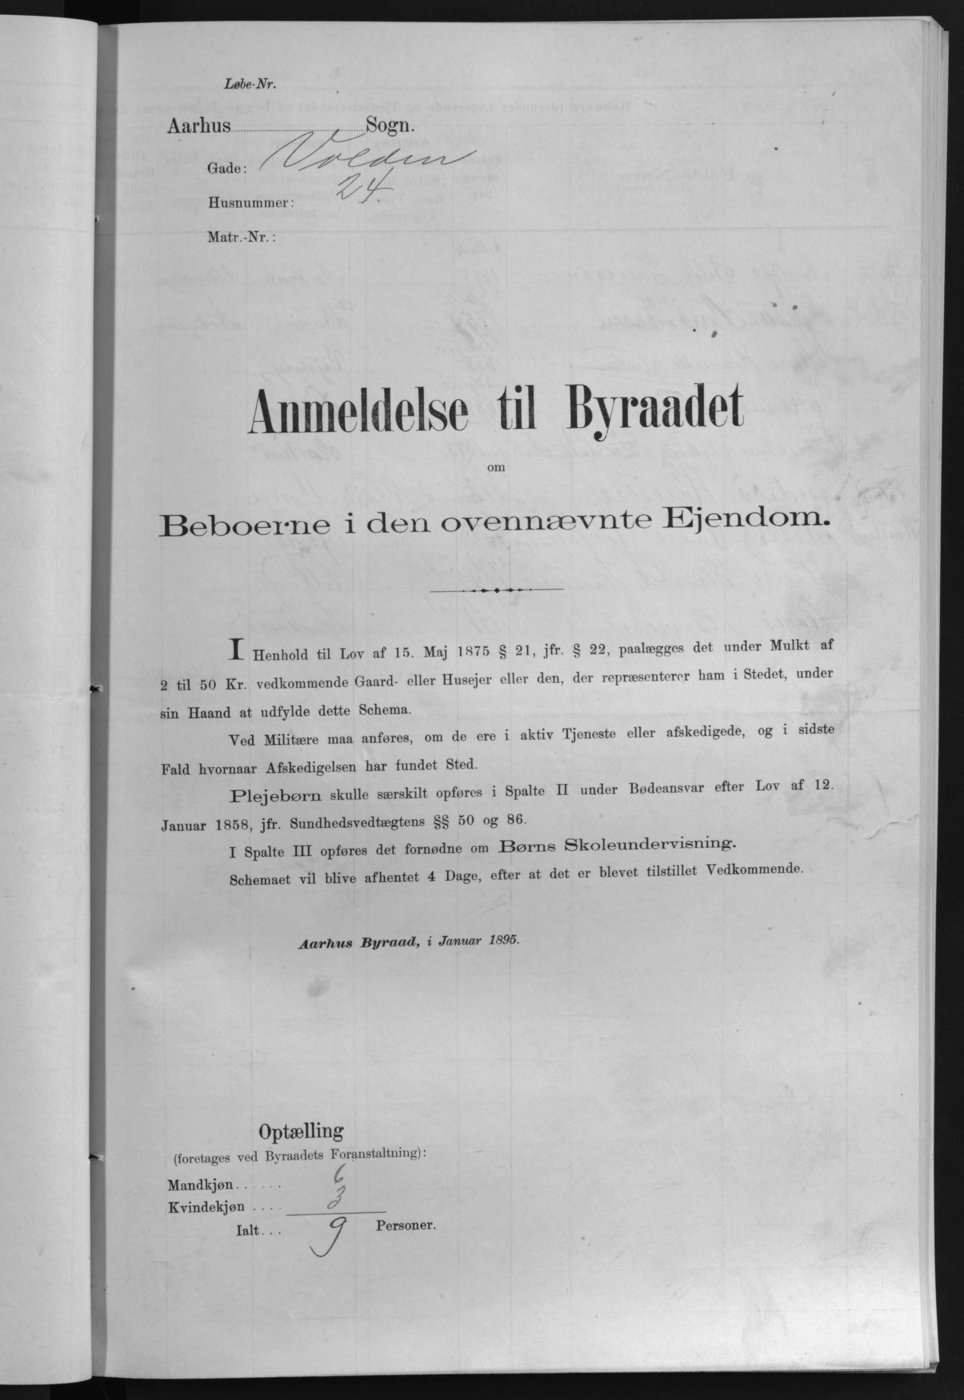 Løbe-Nr.
Aarhus Sogn.
Gade: Volden
Husnummer: 24.
Matr.-Nr.:
Anmeldelse til Byraadet
om
Beboerne i den ovennævnte Ejendom.
I Henhold til Lov af 15. Maj 1875 § 21, jfr. § 22, paalægges det under Mulkt af
2 til 50 Kr. vedkommende Gaard- eller Husejer eller den, der repræsenterer ham i Stedet, under
sin Haand at udfylde dette Schema.
Ved Militære maa anføres, om de ere i aktiv Tjeneste eller afskedigede, og i sidste
Fald hvornaar Afskedigelsen har fundet Sted.
Plejebørn skulle særskilt opføres i Spalte II under Bødeansvar efter Lov af 12.
Januar 1858, jfr. Sundhedsvedtægtens §§ 50 og 86.
I Spalte III opføres det fornødne om Børns Skoleundervisning.
Schemaet vil blive afhentet 4 Dage, efter at det er blevet tilstillet Vedkommende.
Aarhus Byraad, i Januar 1895.
Optælling
(foretages ved Byraadets Foranstaltning):
Mandkjøn...... 6
Kvindekjøn .... 3
Ialt... 9 Personer.